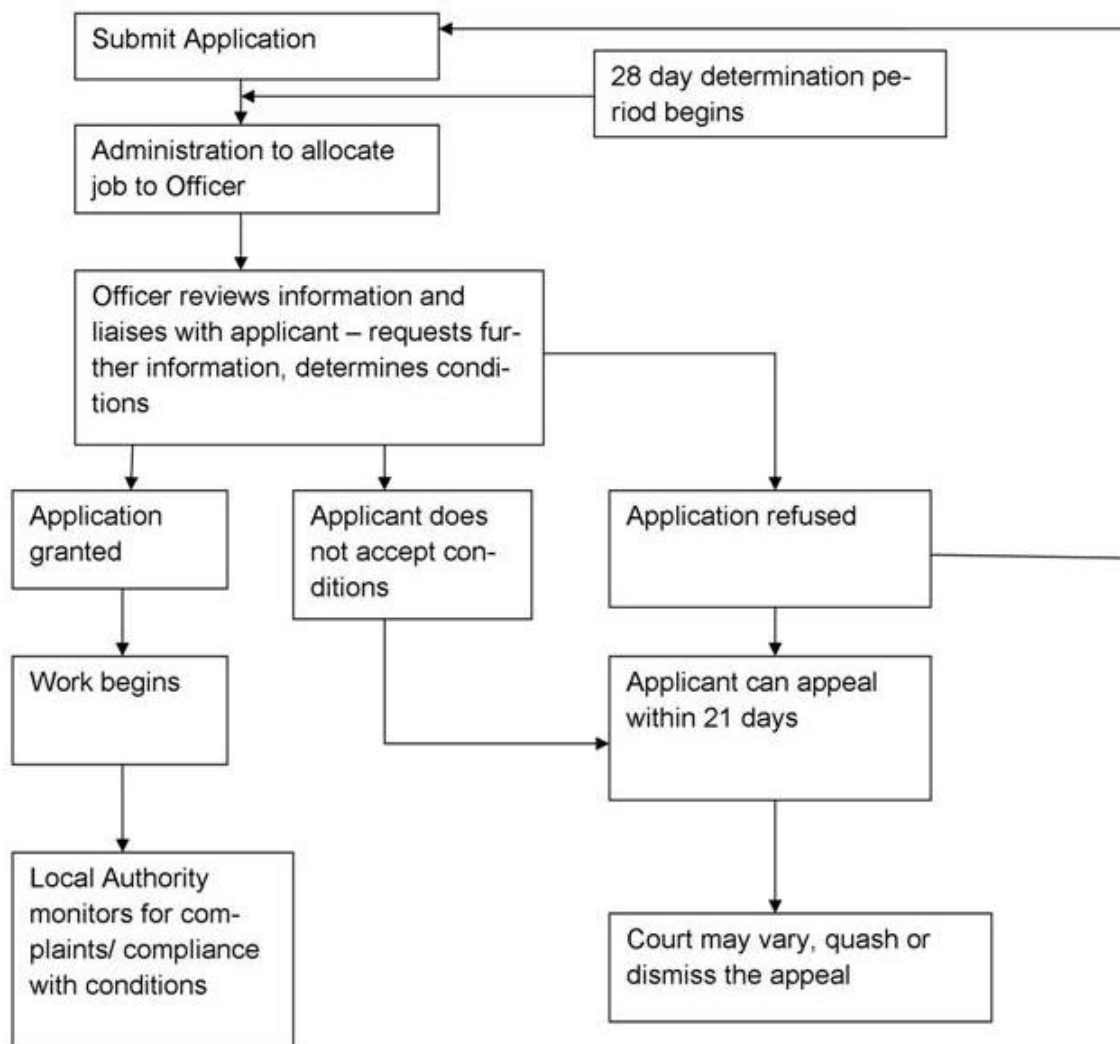 Submit Application
28 day determination pe-
riod begins
Administration to allocate
job to Officer
Officer reviews information and
liaises with applicant – requests fur-
ther information, determines condi-
tions
Application
granted
Applicant does
not accept con-
ditions
Application refused
Work begins
Applicant can appeal
within 21 days
Local Authority
monitors for com-
plaints/ compliance
with conditions
Court may vary, quash or
dismiss the appeal